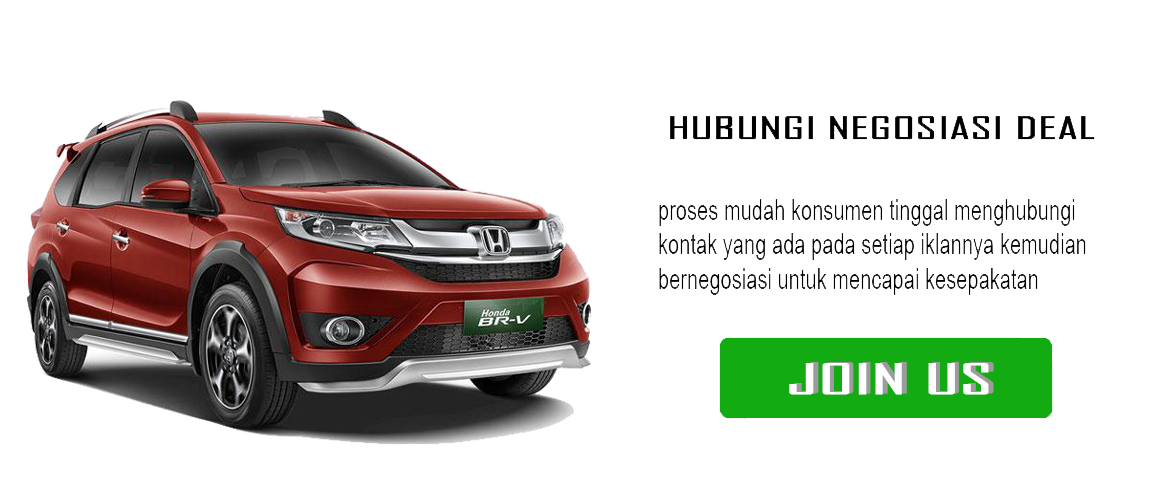 HUBUNGI NEGOSIASI DEAL
proses mudah konsumen tinggal menghubungi
kontak yang ada pada setiap iklannya kemudian
bernegosiasi untuk mencapai kesepakatan
Honda
BR-V
JOIN US